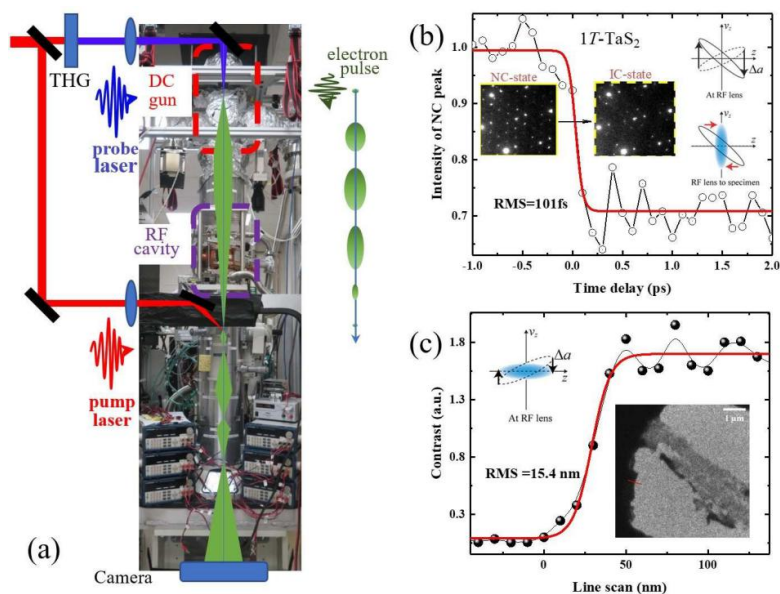 THG
DC
gun
probe
laser
RF
cavity
pump
laser
(a)
Camera
electron
pulse
(b)
1T-TaS2
NC-state
IC-state
RMS=101fs
v_z
z
Δa
At RF lens
v_z
z
RF lens to specimen
Intensity of NC peak
1.0
0.9
0.8
0.7
-1.0
-0.5
0.0
0.5
1.0
1.5
2.0
Time delay (ps)
(c)
v_z
Δa
z
At RF lens
RMS =15.4 nm
1 μm
Contrast (a.u.)
1.8
1.3
0.8
0.3
0
50
100
Line scan (nm)